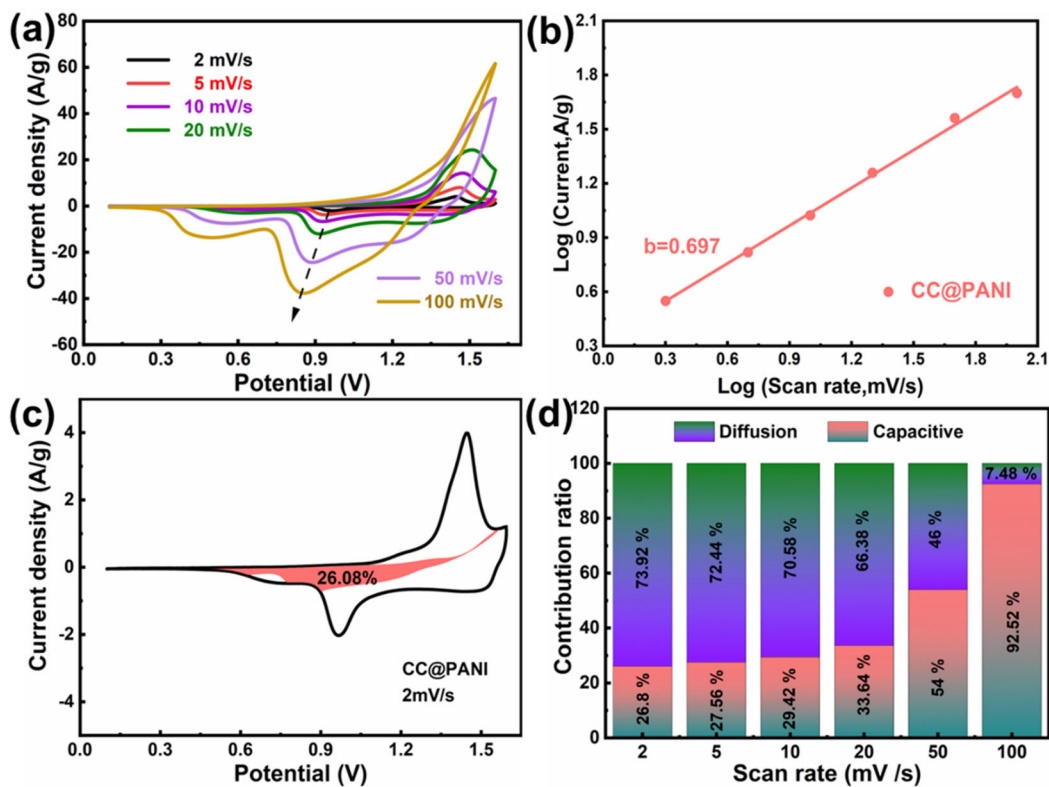 (a)
80
60
40
20
0
-20
-40
-60
Current density (A/g)
2 mV/s
5 mV/s
10 mV/s
20 mV/s
50 mV/s
100 mV/s
0.0 0.3 0.6 0.9 1.2 1.5
Potential (V)
(b)
2.1
1.8
1.5
1.2
0.9
0.6
0.3
Log (Current,A/g)
b=0.697
CC@PANI
0.0 0.3 0.6 0.9 1.2 1.5 1.8 2.1
Log (Scan rate,mV/s)
(c)
4
2
0
-2
-4
Current density (A/g)
26.08%
CC@PANI
2mV/s
0.0 0.3 0.6 0.9 1.2 1.5
Potential (V)
(d)
120
100
80
60
40
20
0
Contribution ratio
Diffusion Capacitive
73.92 % 72.44 % 70.58 % 66.38 % 46 % 7.48 %
26.8 % 27.56 % 29.42 % 33.64 % 54 % 92.52 %
2 5 10 20 50 100
Scan rate (mV /s)